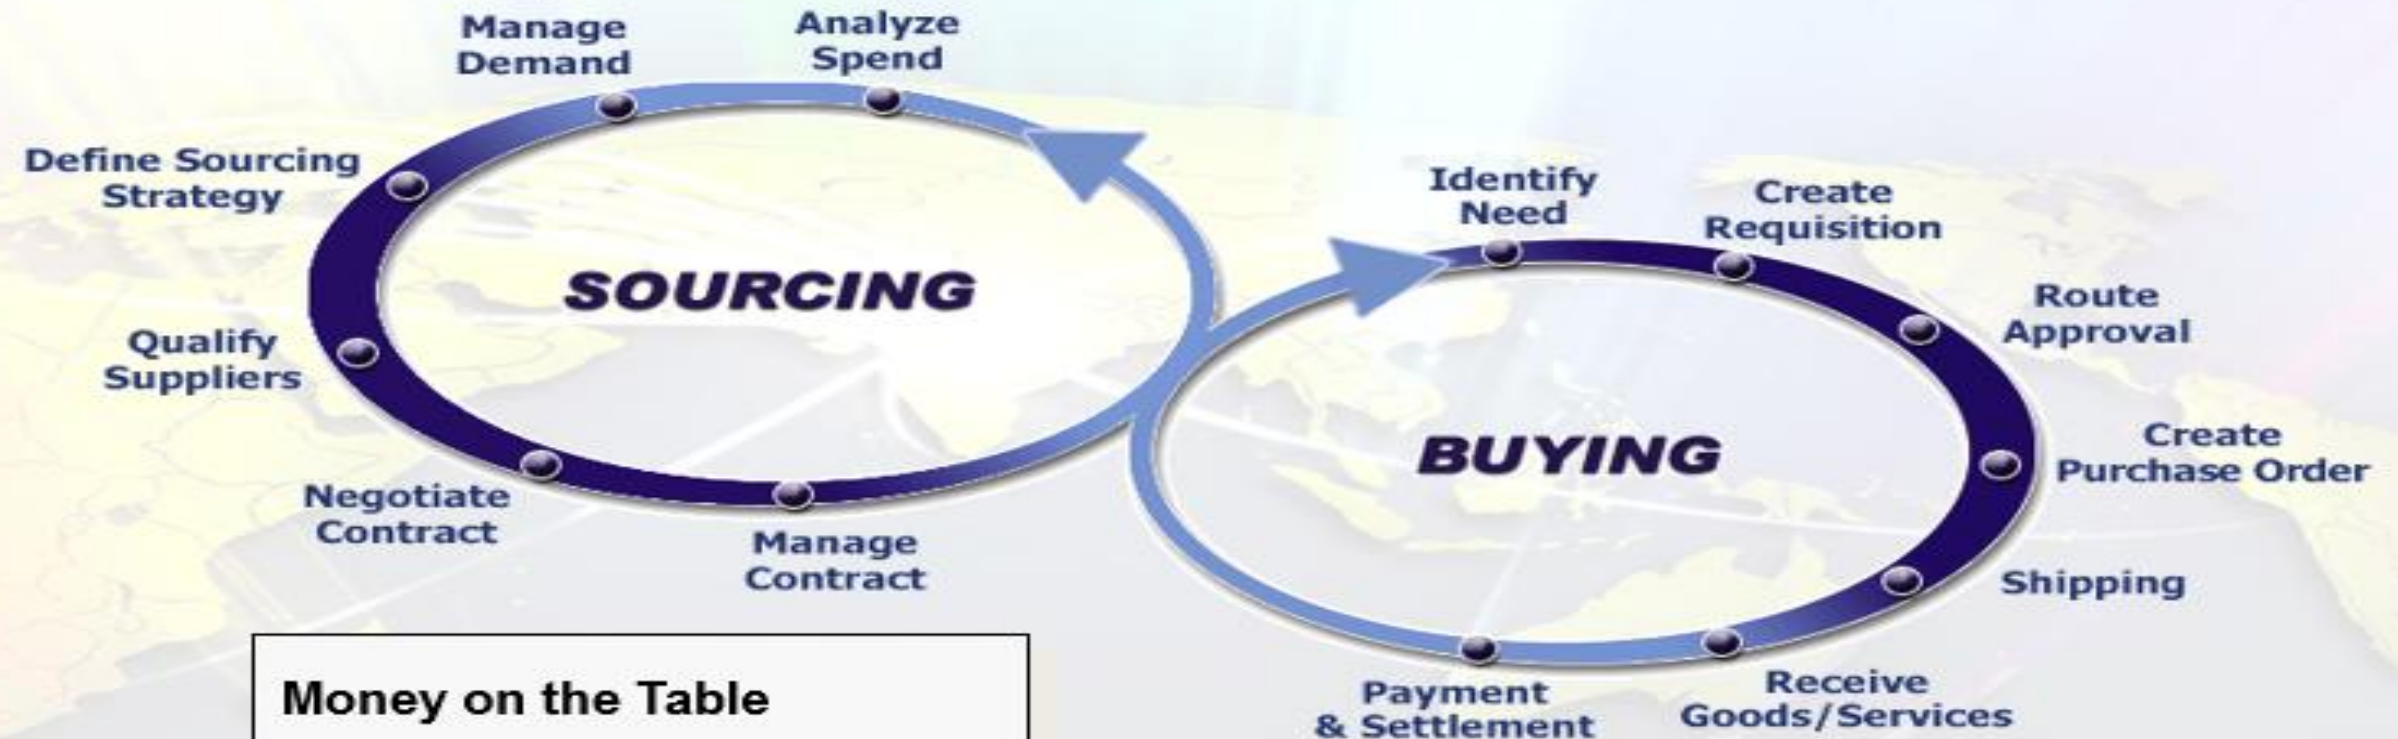 Manage
Demand
Analyze
Spend
Define Sourcing
Strategy
Qualify
Suppliers
Negotiate
Contract
Manage
Contract
SOURCING
Identify
Need
Create
Requisition
Route
Approval
Create
Purchase Order
Shipping
Receive
Goods/Services
Payment
& Settlement
BUYING
Money on the Table